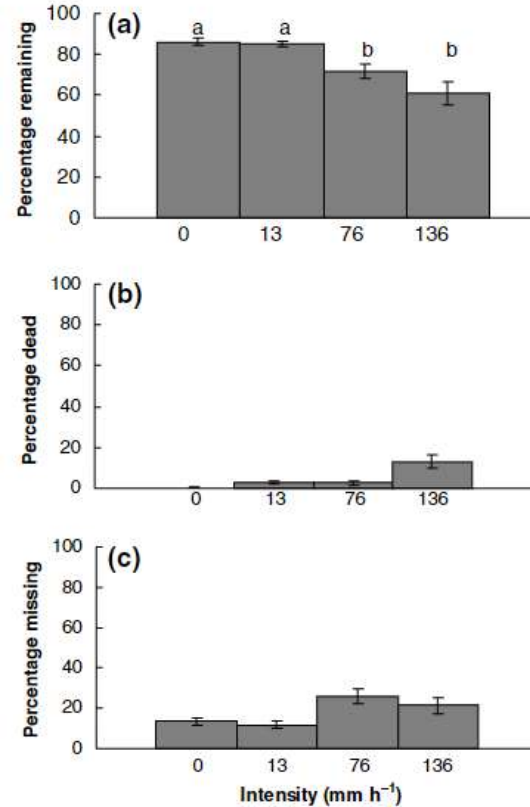 (a)
a a b b
Percentage remaining
100
80
60
40
20
0
0 13 76 136
(b)
Percentage dead
100
80
60
40
20
0
0 13 76 136
(c)
Percentage missing
100
80
60
40
20
0
0 13 76 136
Intensity (mm h⁻¹)